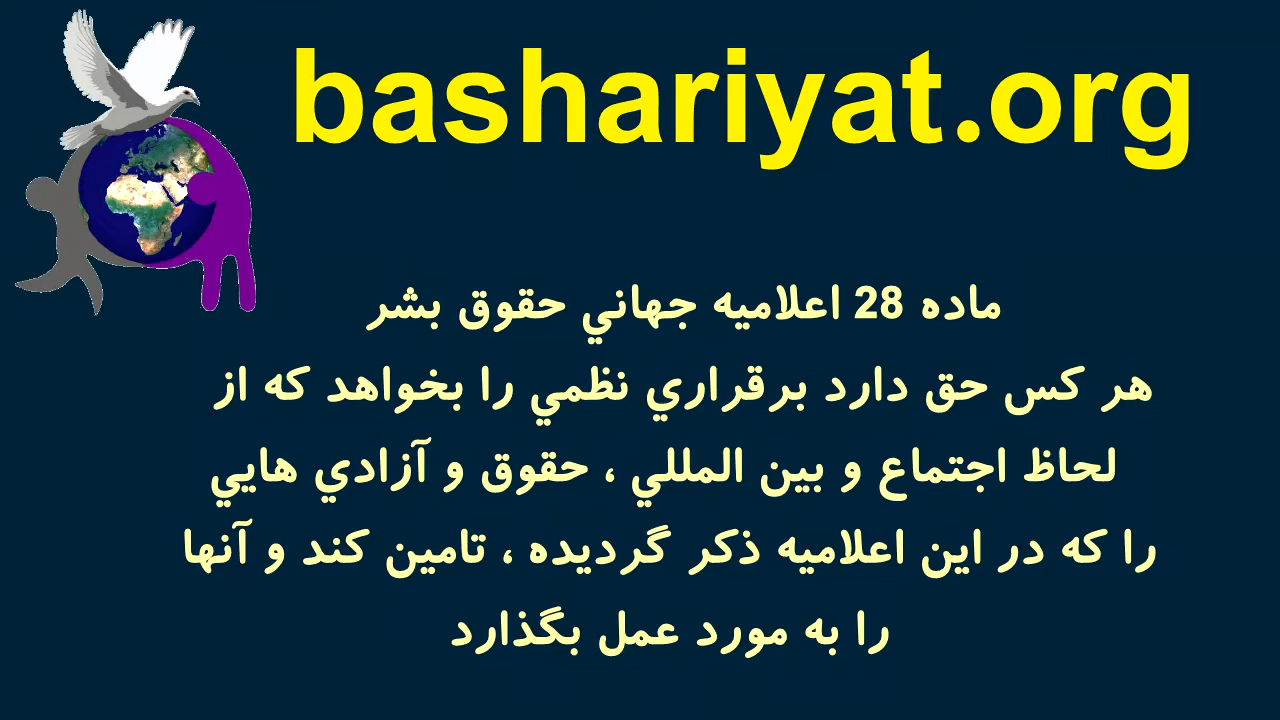 bashariyat.org
ماده 28 اعلاميه جهاني حقوق بشر
هر كس حق دارد برقراري نظمي را بخواهد كه از
لحاظ اجتماع و بين المللي ، حقوق و آزادي هايي
را كه در اين اعلاميه ذكر گرديده ، تامين كند و آنها
را به مورد عمل بگذارد